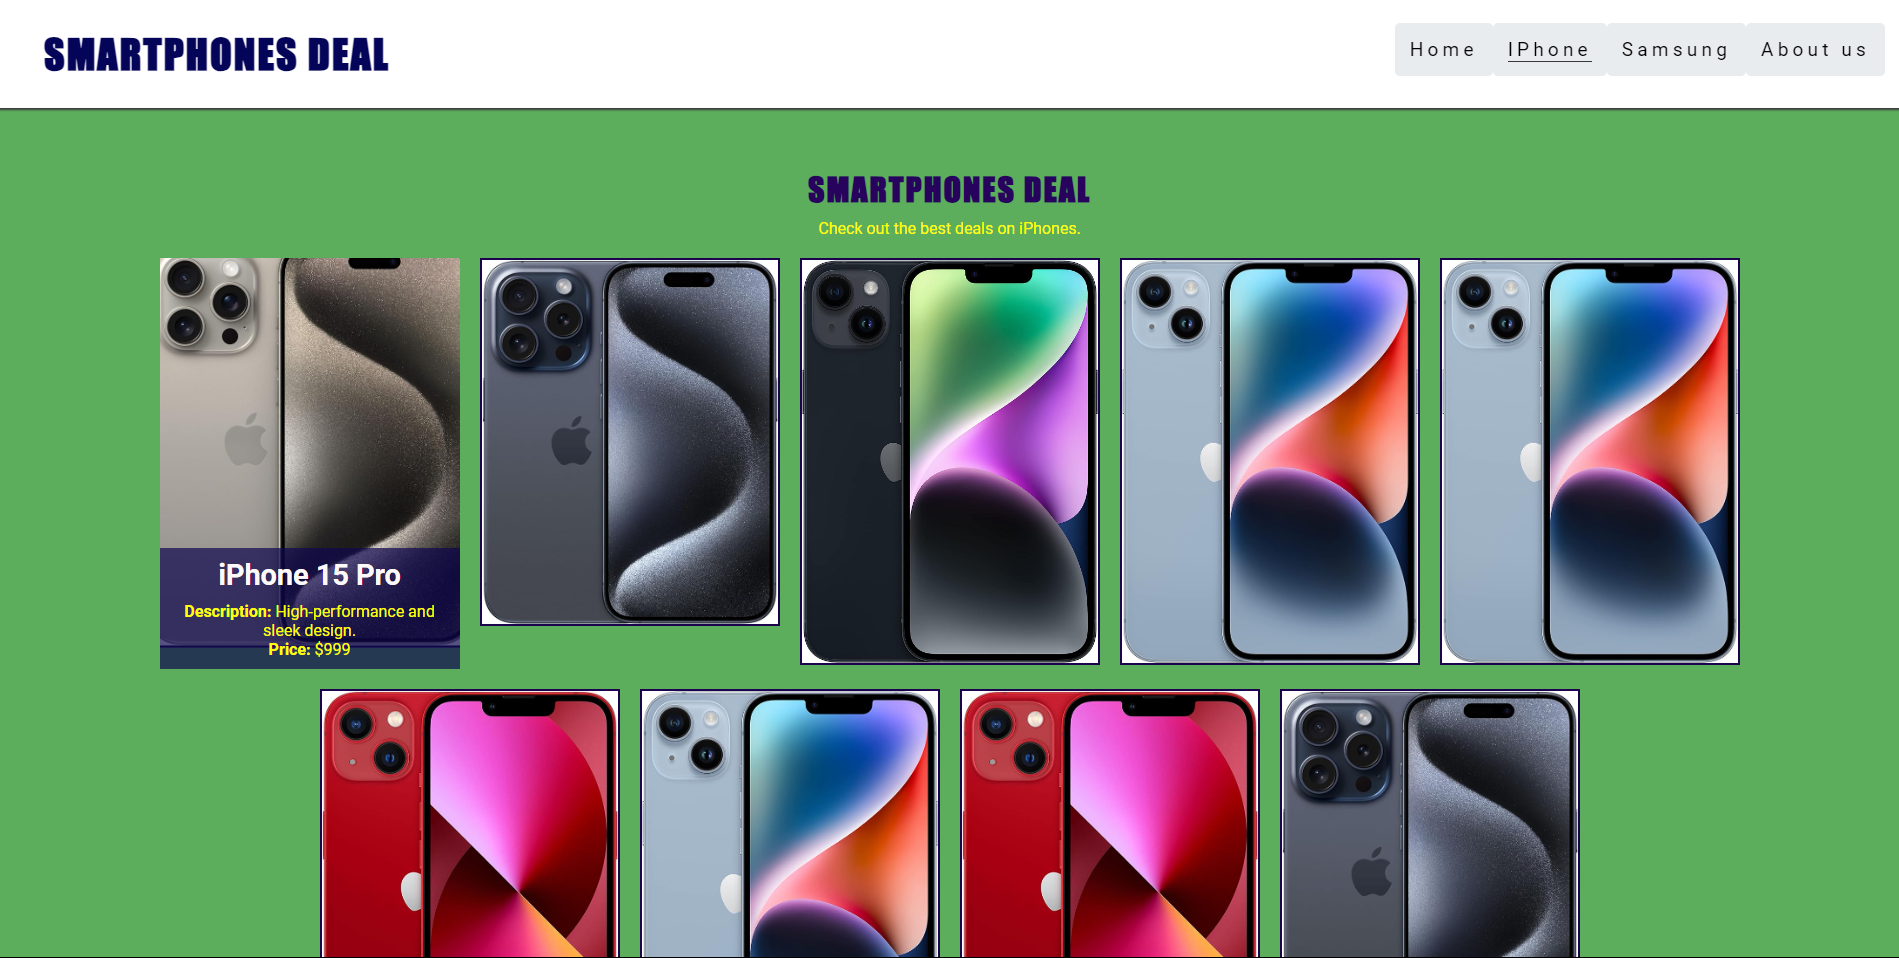 SMARTPHONES DEAL
Home
IPhone
Samsung
About us
SMARTPHONES DEAL
Check out the best deals on iPhones.
iPhone 15 Pro
Description: High-performance and
sleek design.
Price: $999